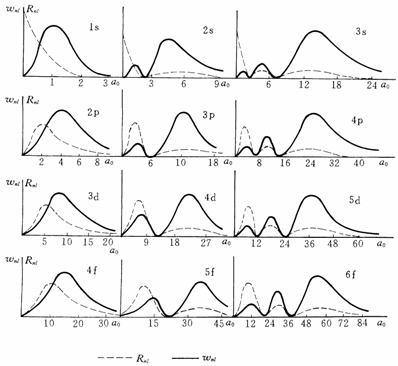 w_nl R_nl 1s 2s 3s
0 1 2 3 a₀ 3 6 9 a₀ 6 12 24 a₀
w_nl R_nl 2p 3p 4p
2 4 8 a₀ 6 10 18 a₀ 8 16 24 40 a₀
w_nl R_nl 3d 4d 5d
5 10 15 20 a₀ 9 18 27 a₀ 12 24 36 48 60 a₀
w_nl R_nl 4f 5f 6f
0 10 20 30 a₀ 15 25 35 45 a₀ 12 24 36 48 60 72 84 a₀
R_nl w_nl